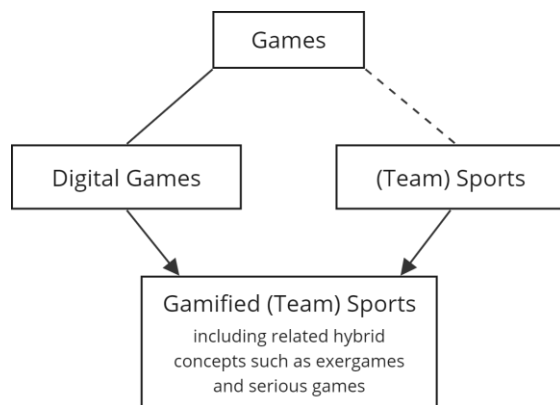 Games
Digital Games
(Team) Sports
Gamified (Team) Sports
including related hybrid
concepts such as exergames
and serious games